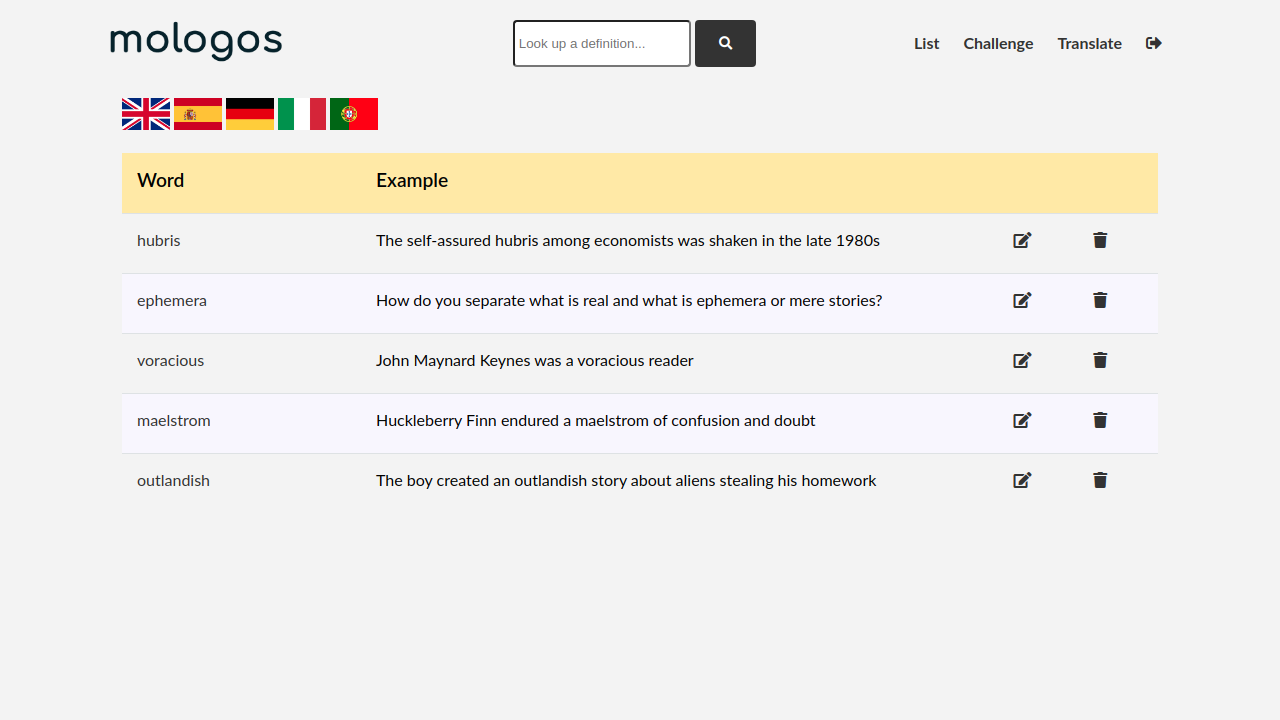 mologos
Look up a definition...
List Challenge Translate
Word Example
hubris The self-assured hubris among economists was shaken in the late 1980s
ephemera How do you separate what is real and what is ephemera or mere stories?
voracious John Maynard Keynes was a voracious reader
maelstrom Huckleberry Finn endured a maelstrom of confusion and doubt
outlandish The boy created an outlandish story about aliens stealing his homework